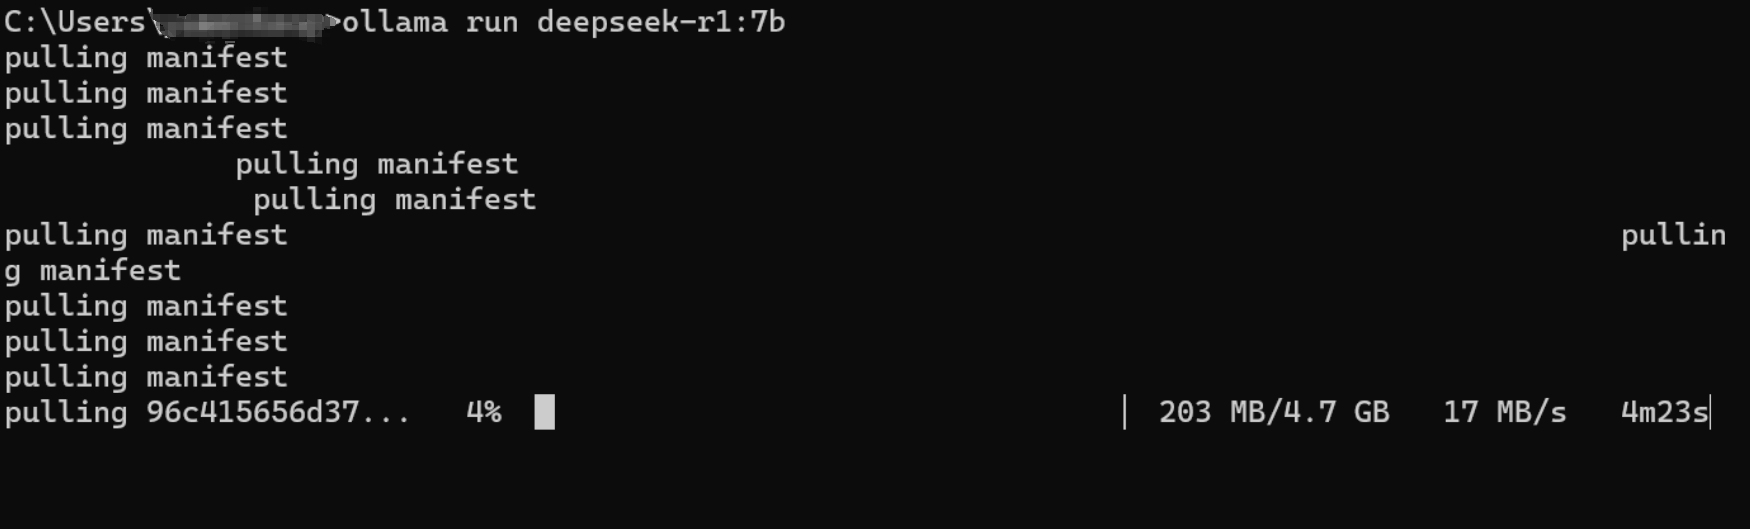 C:\Users\>ollama run deepseek-r1:7b
pulling manifest
pulling manifest
pulling manifest
pulling manifest
pulling manifest
pulling manifest pullin
g manifest
pulling manifest
pulling manifest
pulling manifest
pulling 96c415656d37... 4% | 203 MB/4.7 GB 17 MB/s 4m23s